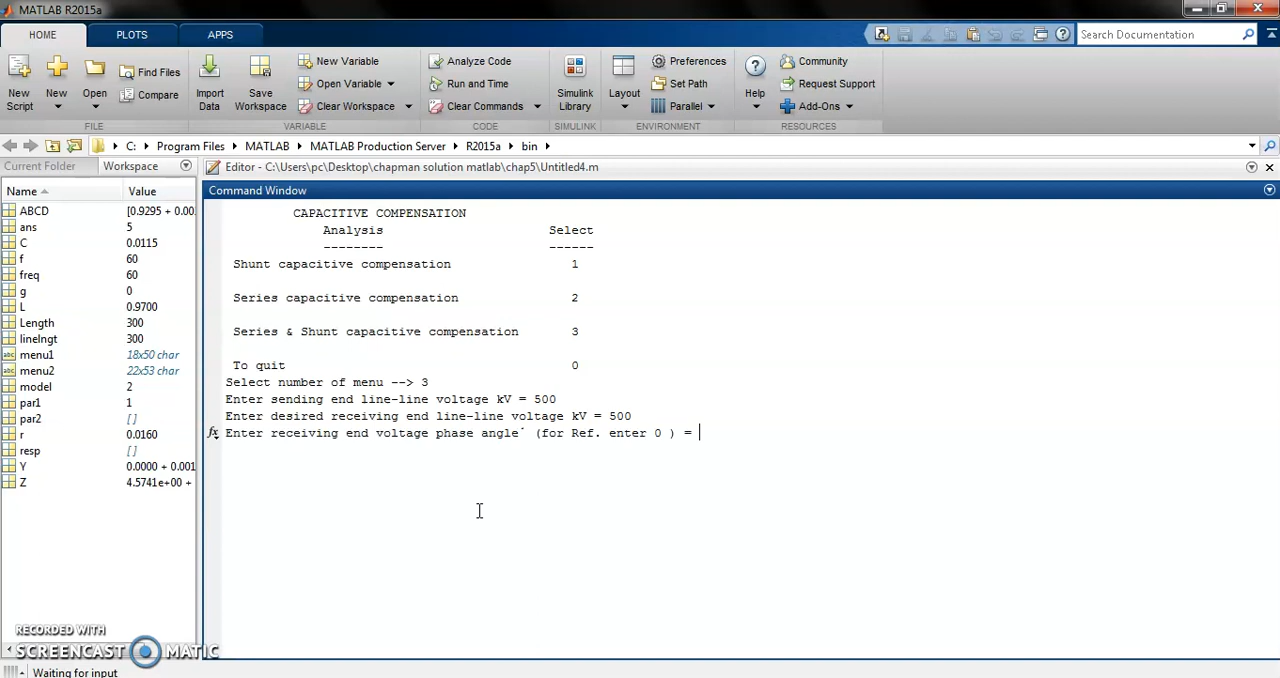 MATLAB R2015a
HOME PLOTS APPS Search Documentation
New Script
New
Open
Find Files
Compare
FILE
Import Data
Save Workspace
New Variable
Open Variable
Clear Workspace
VARIABLE
Analyze Code
Run and Time
Clear Commands
CODE
Simulink Library
SIMULINK
Layout
Preferences
Set Path
Parallel
ENVIRONMENT
Help
Community
Request Support
Add-Ons
RESOURCES
C: Program Files MATLAB MATLAB Production Server R2015a bin
Current Folder Workspace
Editor - C:\Users\pc\Desktop\chapman solution matlab\chap5\Untitled4.m
Name Value
ABCD [0.9295 + 0.00
ans 5
C 0.0115
f 60
freq 60
g 0
L 0.9700
Length 300
linelngt 300
menu1 18x50 char
menu2 22x53 char
model 2
par1 1
par2 []
r 0.0160
resp []
Y 0.0000 + 0.001
Z 4.5741e+00 +
Command Window
CAPACITIVE COMPENSATION
Analysis Select
-------- ------
Shunt capacitive compensation 1
Series capacitive compensation 2
Series & Shunt capacitive compensation 3
To quit 0
Select number of menu --> 3
Enter sending end line-line voltage kV = 500
Enter desired receiving end line-line voltage kV = 500
fx Enter receiving end voltage phase angle´ (for Ref. enter 0 ) =
RECORDED WITH
SCREENCAST MATIC
Waiting for input